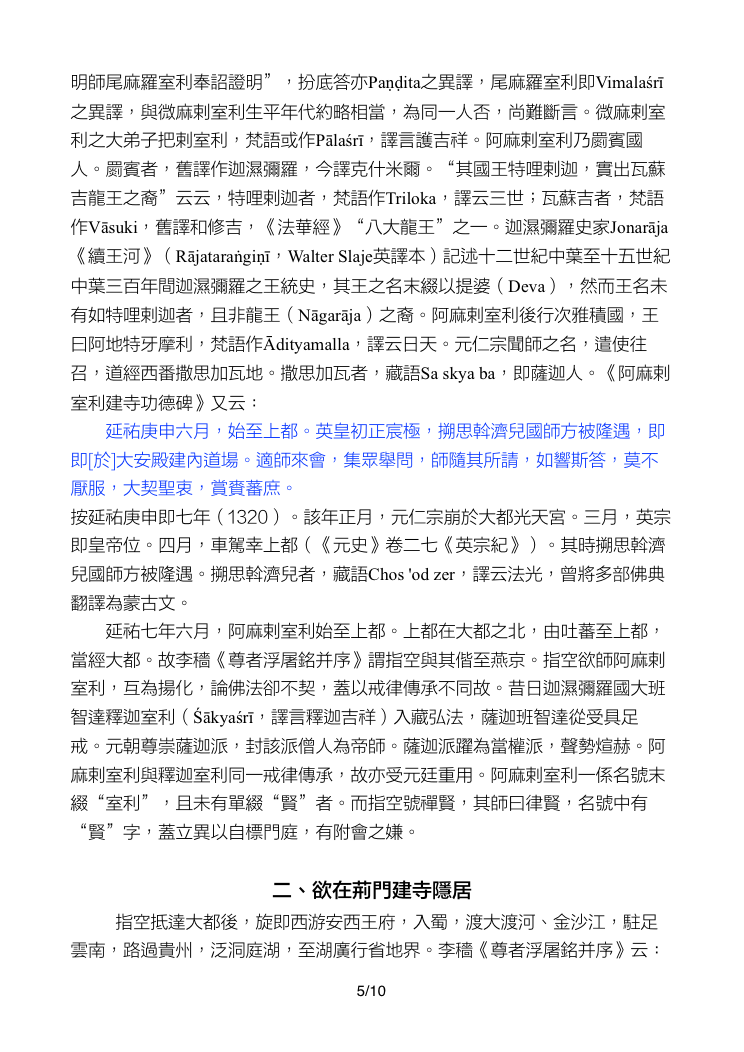 明師尾麻羅室利奉詔證明”，扮底答亦Paṇḍita之異譯，尾麻羅室利即Vimalaśrī
之異譯，與微麻剌室利生平年代約略相當，為同一人否，尚難斷言。微麻剌室
利之大弟子把剌室利，梵語或作Pālaśrī，譯言護吉祥。阿麻剌室利乃罽賓國
人。罽賓者，舊譯作迦濕彌羅，今譯克什米爾。“其國王特哩剌迦，實出瓦蘇
吉龍王之裔”云云，特哩剌迦者，梵語作Triloka，譯云三世；瓦蘇吉者，梵語
作Vāsuki，舊譯和修吉，《法華經》“八大龍王”之一。迦濕彌羅史家Jonarāja
《續王河》（Rājataraṅgiṇī，Walter Slaje英譯本）記述十二世紀中葉至十五世紀
中葉三百年間迦濕彌羅之王統史，其王之名末綴以提婆（Deva），然而王名未
有如特哩剌迦者，且非龍王（Nāgarāja）之裔。阿麻剌室利後行次雅積國，王
曰阿地特牙摩利，梵語作Ādityamalla，譯云日天。元仁宗聞師之名，遣使往
召，道經西番撒思加瓦地。撒思加瓦者，藏語Sa skya ba，即薩迦人。《阿麻剌
室利建寺功德碑》又云：
延祐庚申六月，始至上都。英皇初正宸極，搠思斡濟兒國師方被隆遇，即
即[於]大安殿建內道場。適師來會，集眾舉問，師隨其所請，如響斯答，莫不
厭服，大契聖衷，賞賚蕃庶。
按延祐庚申即七年（1320）。該年正月，元仁宗崩於大都光天宮。三月，英宗
即皇帝位。四月，車駕幸上都（《元史》卷二七《英宗紀》）。其時搠思斡濟
兒國師方被隆遇。搠思斡濟兒者，藏語Chos 'od zer，譯云法光，曾將多部佛典
翻譯為蒙古文。
延祐七年六月，阿麻剌室利始至上都。上都在大都之北，由吐蕃至上都，
當經大都。故李穡《尊者浮屠銘并序》謂指空與其偕至燕京。指空欲師阿麻剌
室利，互為揚化，論佛法卻不契，蓋以戒律傳承不同故。昔日迦濕彌羅國大班
智達釋迦室利（Śākyaśrī，譯言釋迦吉祥）入藏弘法，薩迦班智達從受具足
戒。元朝尊崇薩迦派，封該派僧人為帝師。薩迦派躍為當權派，聲勢煊赫。阿
麻剌室利與釋迦室利同一戒律傳承，故亦受元廷重用。阿麻剌室利一係名號末
綴“室利”，且未有單綴“賢”者。而指空號禪賢，其師曰律賢，名號中有
“賢”字，蓋立異以自標門庭，有附會之嫌。
二、欲在荊門建寺隱居
指空抵達大都後，旋即西游安西王府，入蜀，渡大渡河、金沙江，駐足
雲南，路過貴州，泛洞庭湖，至湖廣行省地界。李穡《尊者浮屠銘并序》云：
5/10